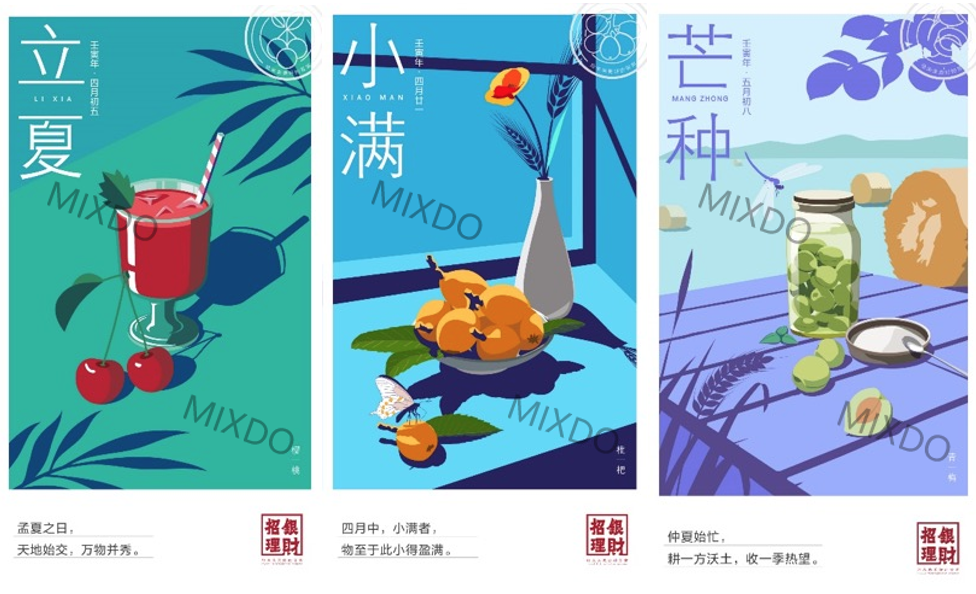 立夏
LI XIA
壬寅年·四月初五
MIXDO
MIXDO
樱桃
孟夏之日，
天地始交，万物并秀。
招银理财
小满
XIAO MAN
壬寅年·四月廿一
MIXDO
MIXDO
枇杷
四月中，小满者，
物至于此小得盈满。
招银理财
芒种
MANG ZHONG
壬寅年·五月初八
MIXDO
MIXDO
青梅
仲夏始忙，
耕一方沃土，收一季热望。
招银理财